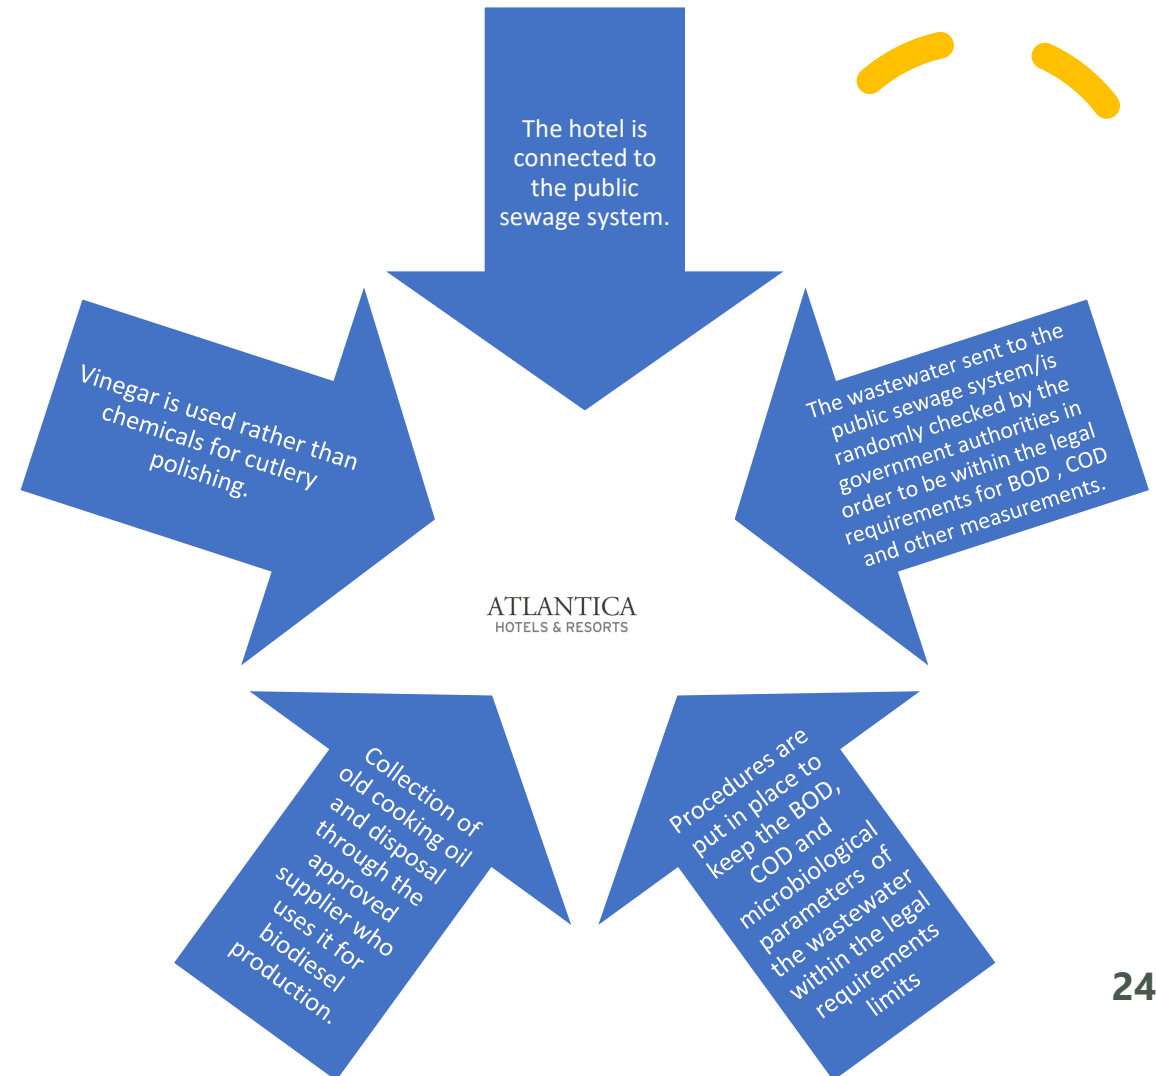 The hotel is
connected to
the public
sewage system.
The wastewater sent to the
public sewage system/is
randomly checked by the
government authorities in
order to be within the legal
requirements for BOD , COD
and other measurements.
Procedures are
put in place to
keep the BOD,
COD and
microbiological
parameters of
the wastewater
within the legal
requirements
limits
Collection of
old cooking oil
and disposal
through the
approved
supplier who
uses it for
biodiesel
production.
Vinegar is used rather than
chemicals for cutlery
polishing.
ATLANTICA
HOTELS & RESORTS
24